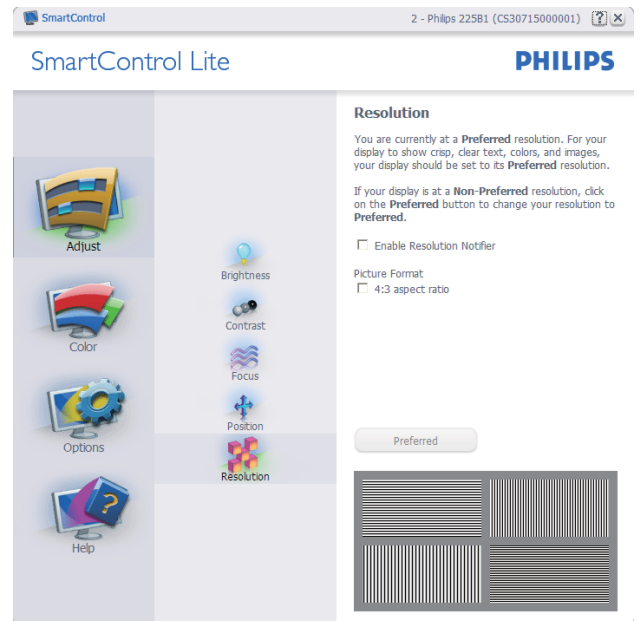 SmartControl
2 - Philips 225B1 (CS30715000001)
?
SmartControl Lite
PHILIPS
Adjust
Color
Options
?
Help
Brightness
Contrast
Focus
Position
Resolution
Resolution
You are currently at a Preferred resolution. For your
display to show crisp, clear text, colors, and images,
your display should be set to its Preferred resolution.
If your display is at a Non-Preferred resolution, click
on the Preferred button to change your resolution to
Preferred.
Enable Resolution Notifier
Picture Format
4:3 aspect ratio
Preferred